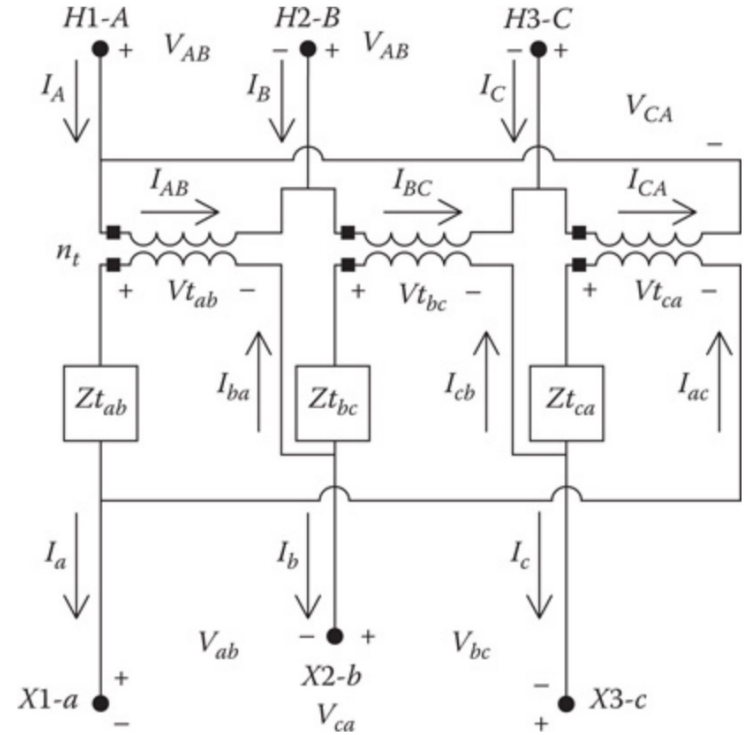 H1-A H2-B H3-C
+ V_AB − + V_AB − +
I_A I_B I_C
V_CA
−
I_AB I_BC I_CA
n_t
+ Vt_ab − + Vt_bc − + Vt_ca −
Zt_ab I_ba Zt_bc I_cb Zt_ca I_ac
I_a I_b I_c
V_ab − + V_bc
X2-b
+ −
X1-a X3-c
− V_ca +